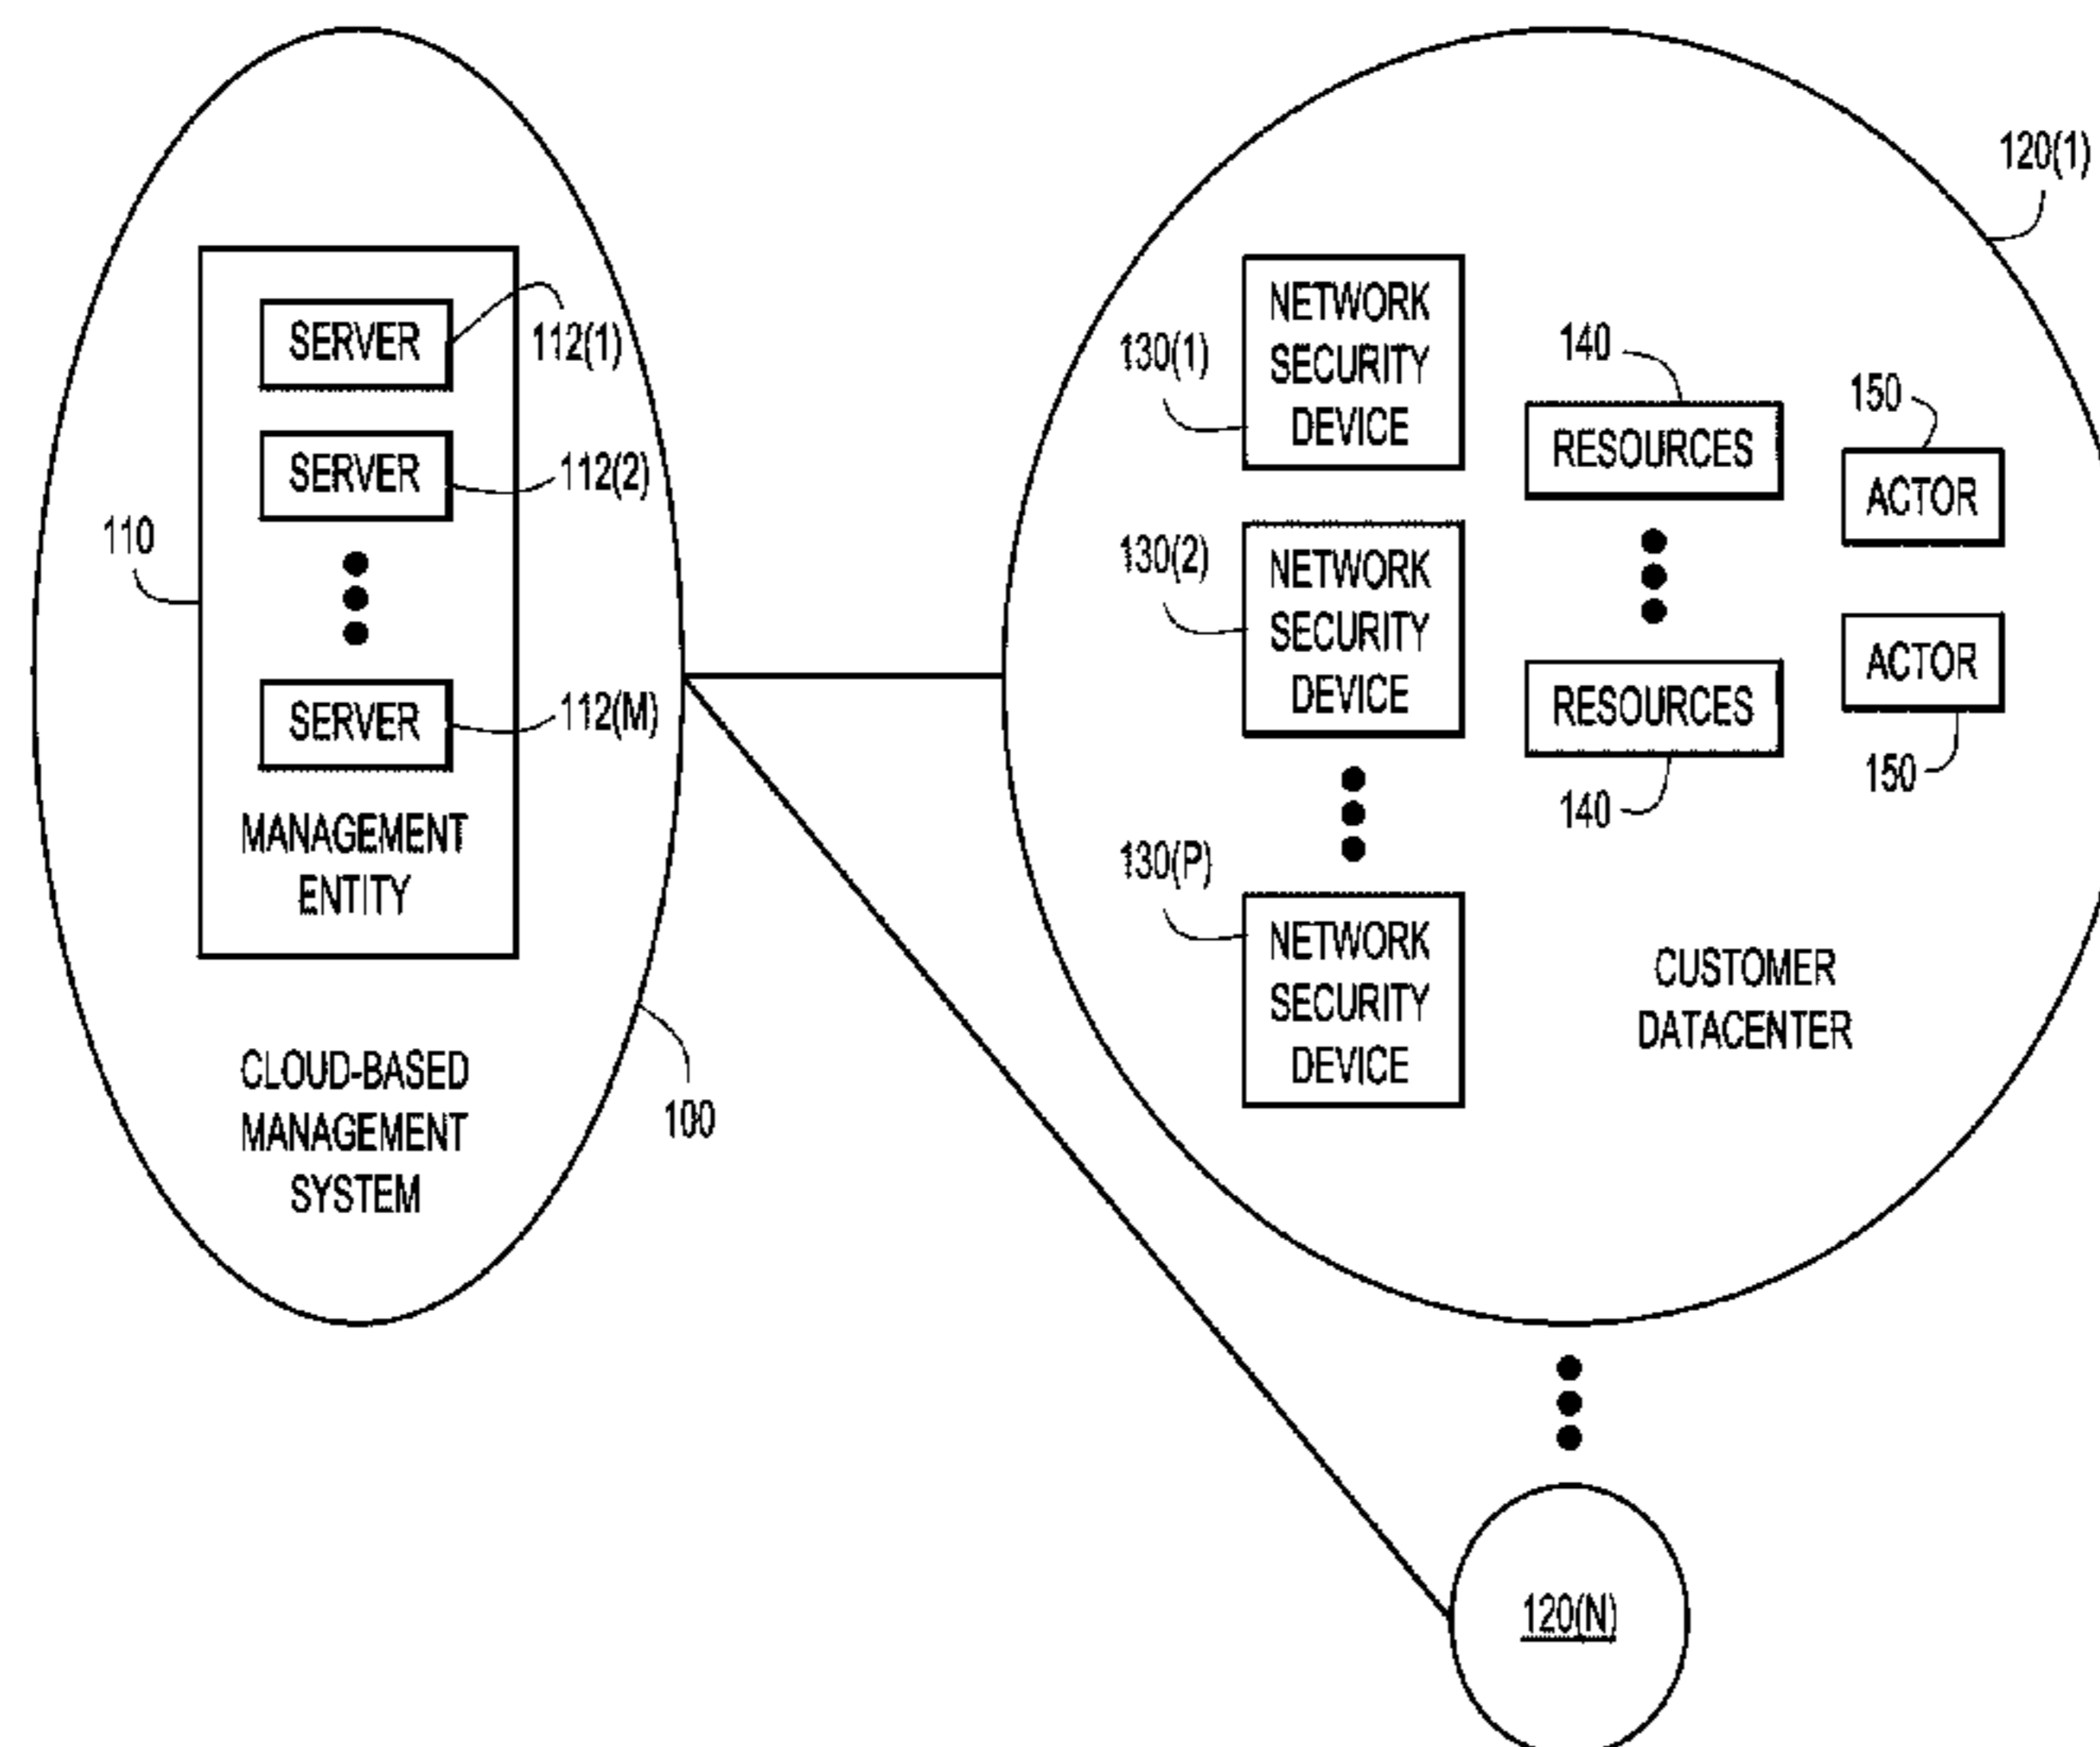 SERVER
112(1)
SERVER
112(2)
110
SERVER
112(M)
MANAGEMENT
ENTITY
CLOUD-BASED
MANAGEMENT
SYSTEM
100
120(1)
130(1)
NETWORK
SECURITY
DEVICE
140
RESOURCES
150
ACTOR
130(2)
NETWORK
SECURITY
DEVICE
RESOURCES
140
ACTOR
150
130(P)
NETWORK
SECURITY
DEVICE
CUSTOMER
DATACENTER
120(N)